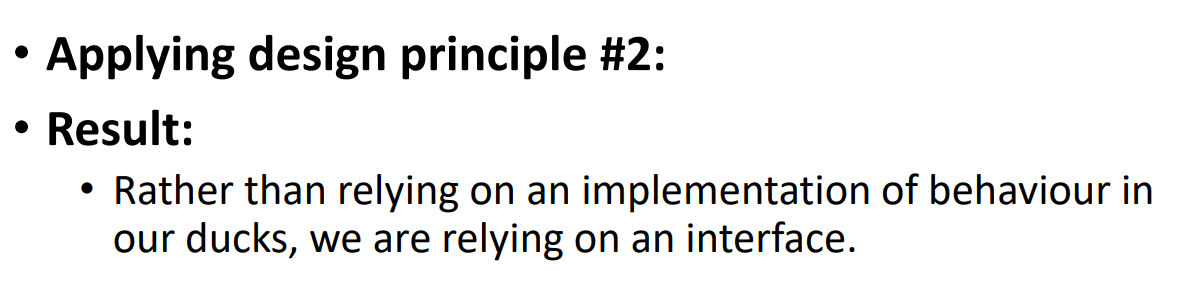 • Applying design principle #2:
• Result:
• Rather than relying on an implementation of behaviour in
our ducks, we are relying on an interface.